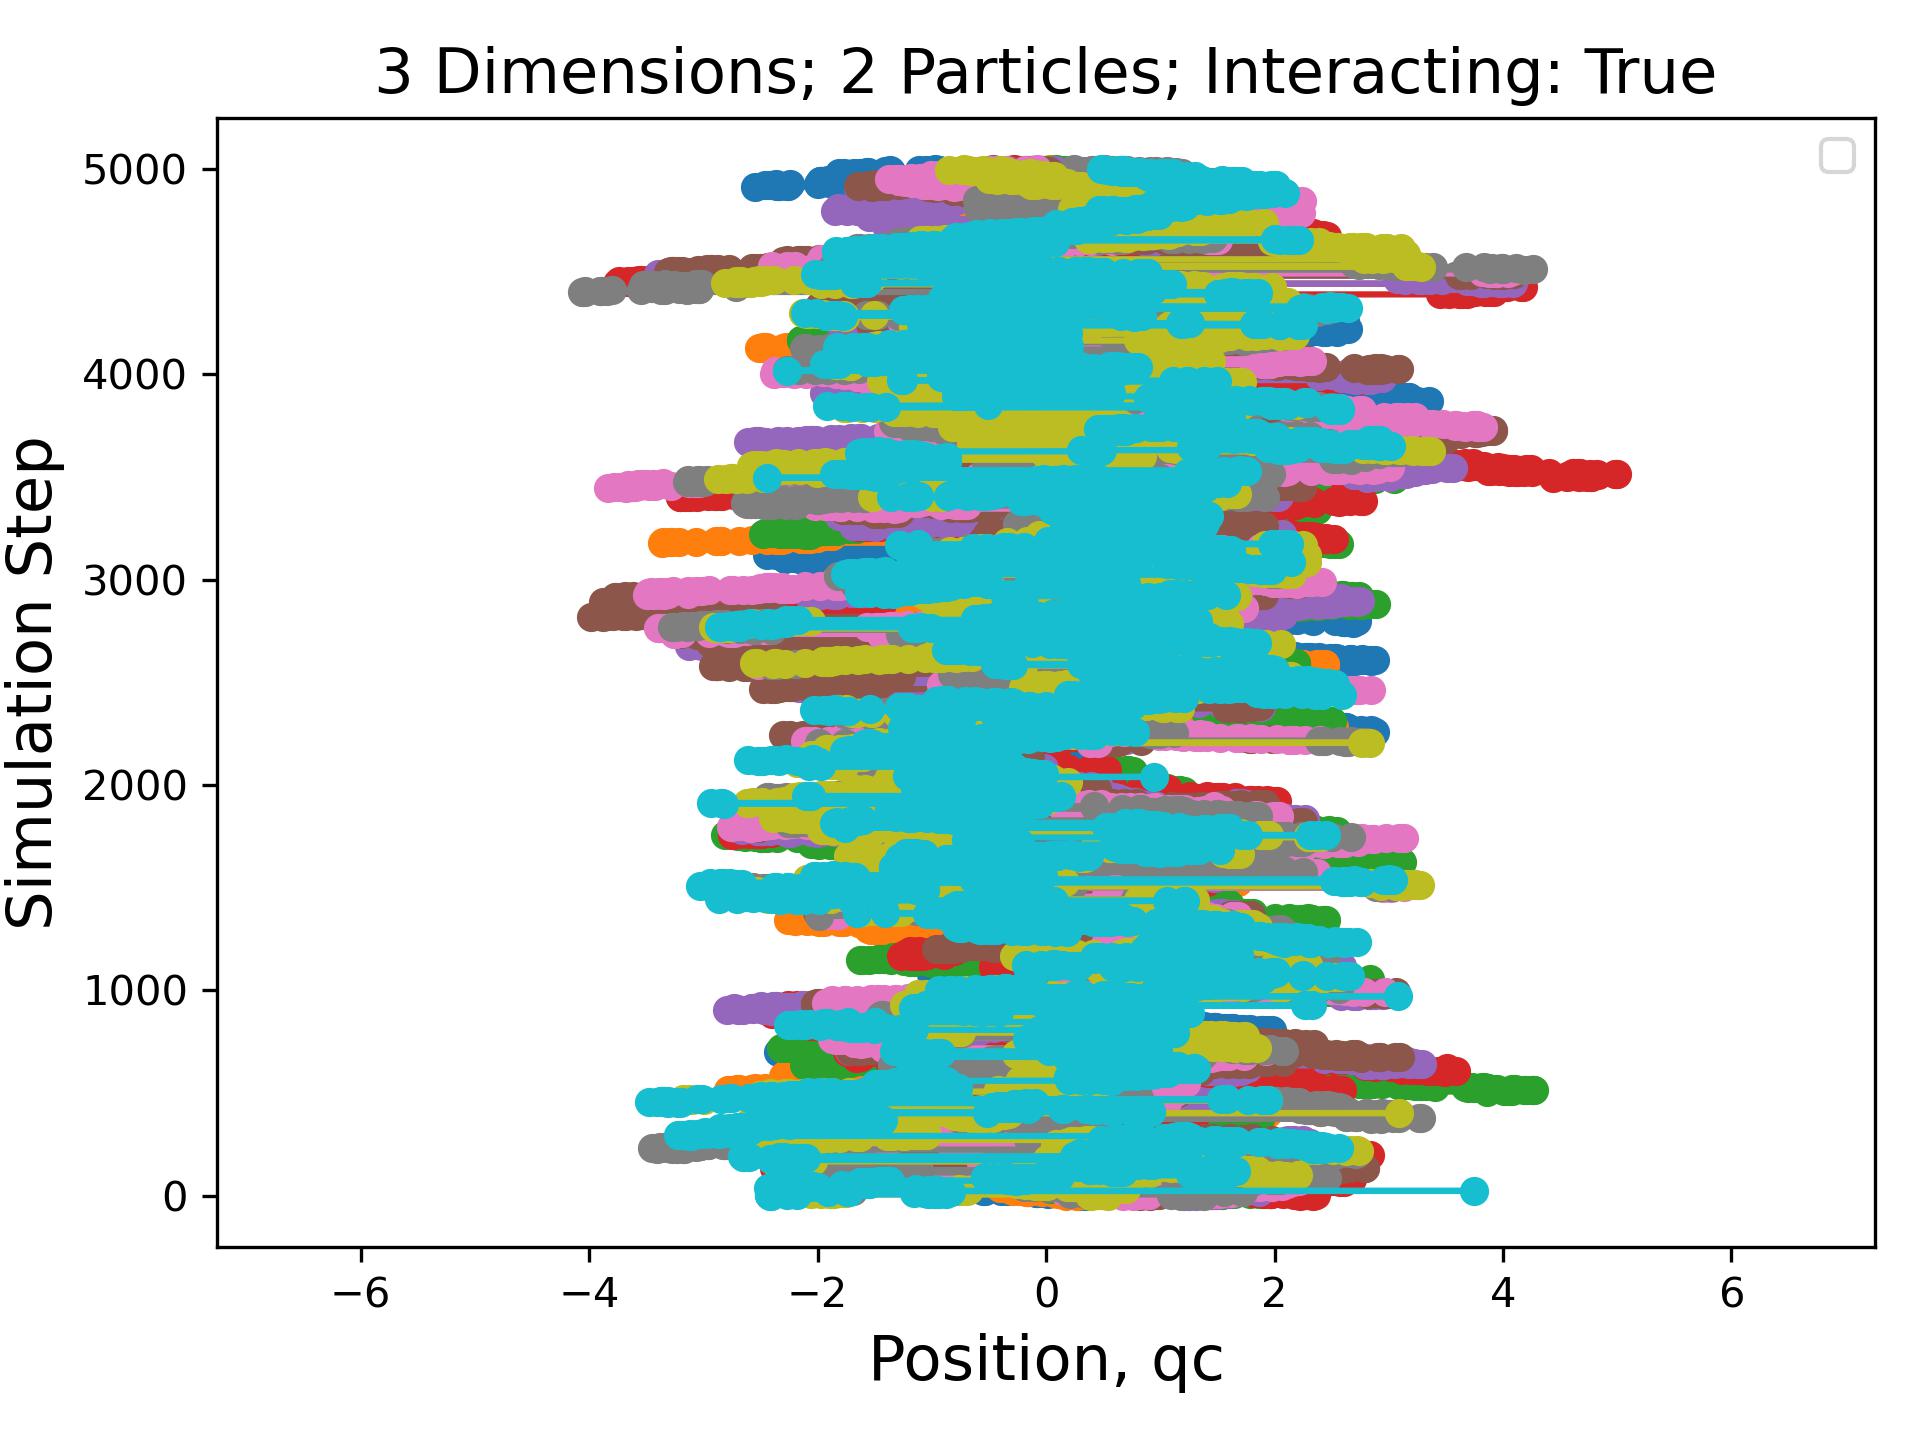 3 Dimensions; 2 Particles; Interacting: True
5000
4000
3000
2000
1000
0
Simulation Step
−6 −4 −2 0 2 4 6
Position, qc